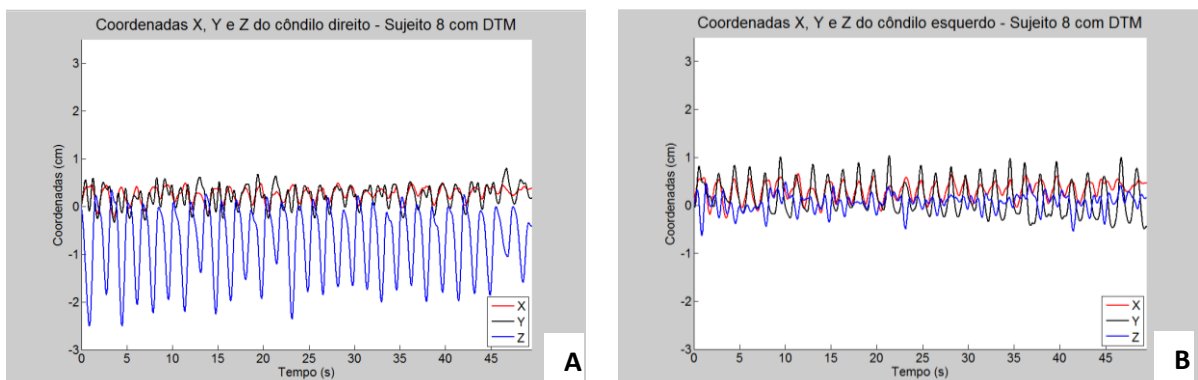 Coordenadas X, Y e Z do côndilo direito - Sujeito 8 com DTM
Coordenadas (cm)
3
2
1
0
-1
-2
-3
0 5 10 15 20 25 30 35 40 45
Tempo (s)
X
Y
Z
A
Coordenadas X, Y e Z do côndilo esquerdo - Sujeito 8 com DTM
Coordenadas (cm)
3
2
1
0
-1
-2
-3
0 5 10 15 20 25 30 35 40 45
Tempo (s)
X
Y
Z
B